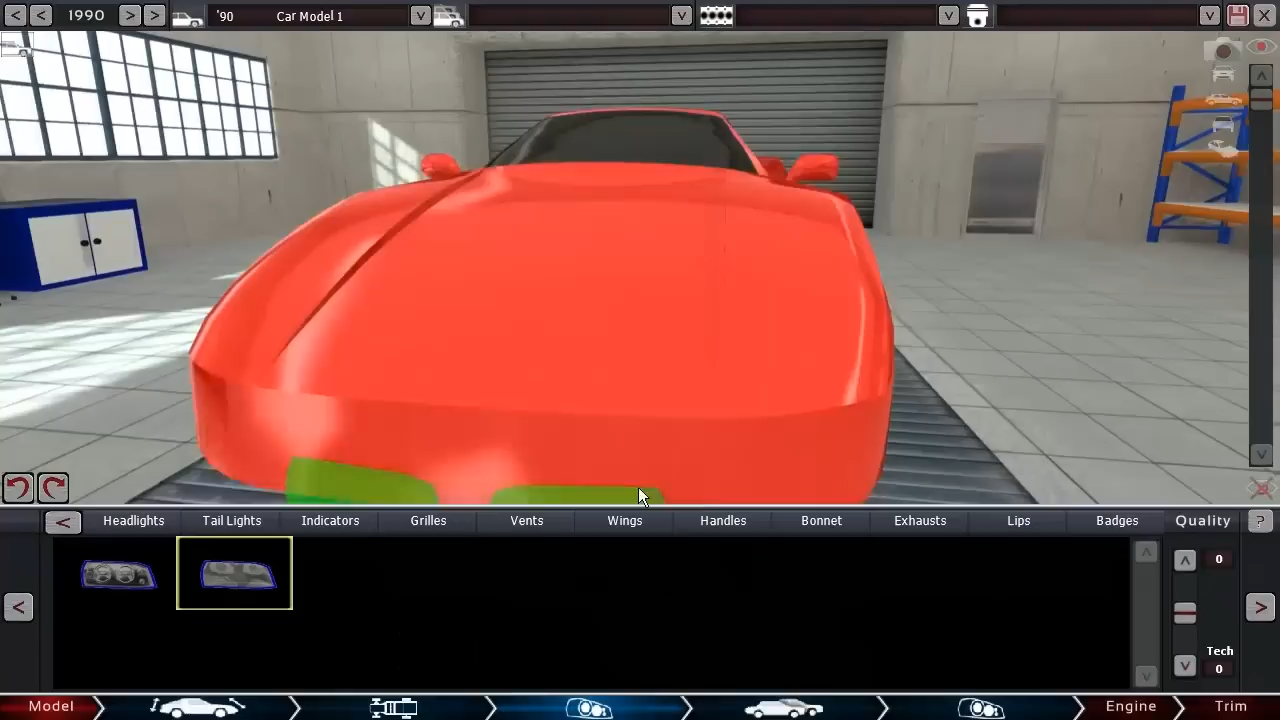 < < 1990 > > '90 Car Model 1 V V V V X
< Headlights Tail Lights Indicators Grilles Vents Wings Handles Bonnet Exhausts Lips Badges Quality ?
0
< >
Tech
0
Model Engine Trim